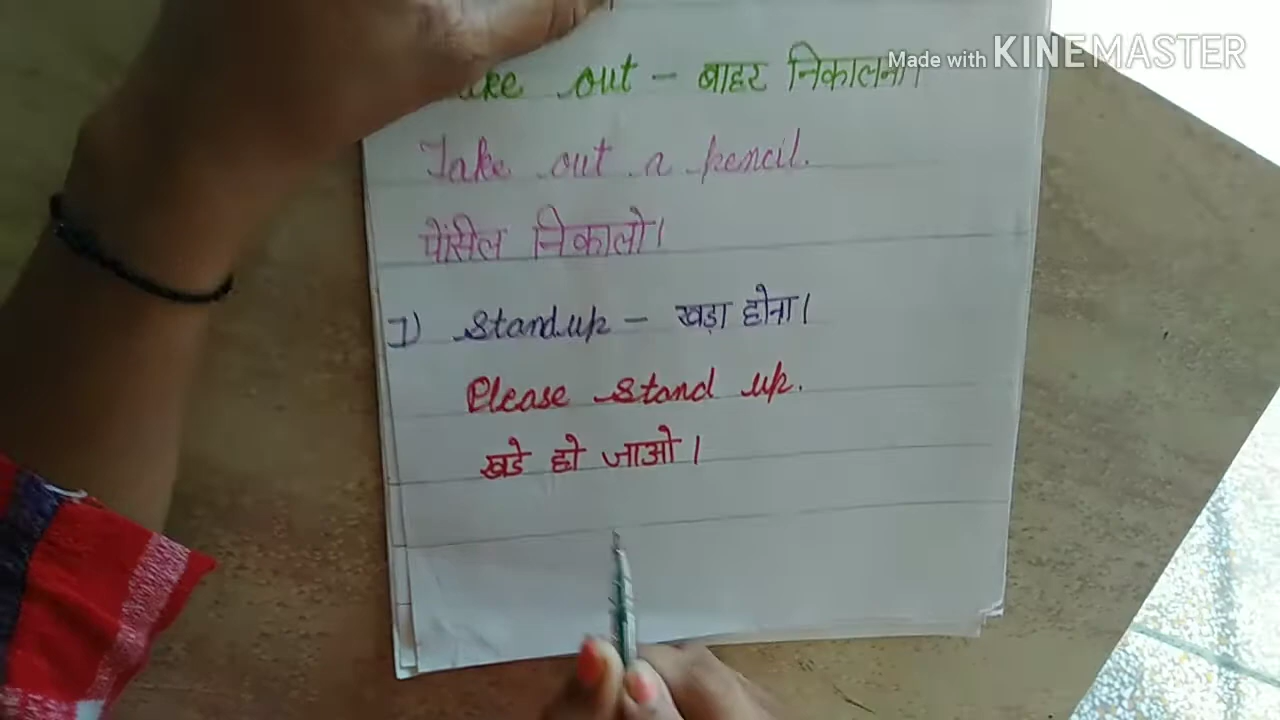 Made with KINEMASTER
out - बाहर निकालना।
Take out a pencil.
पेंसिल निकालो।
7) Stand up - खड़ा होना।
Please stand up.
खडे हो जाओ।